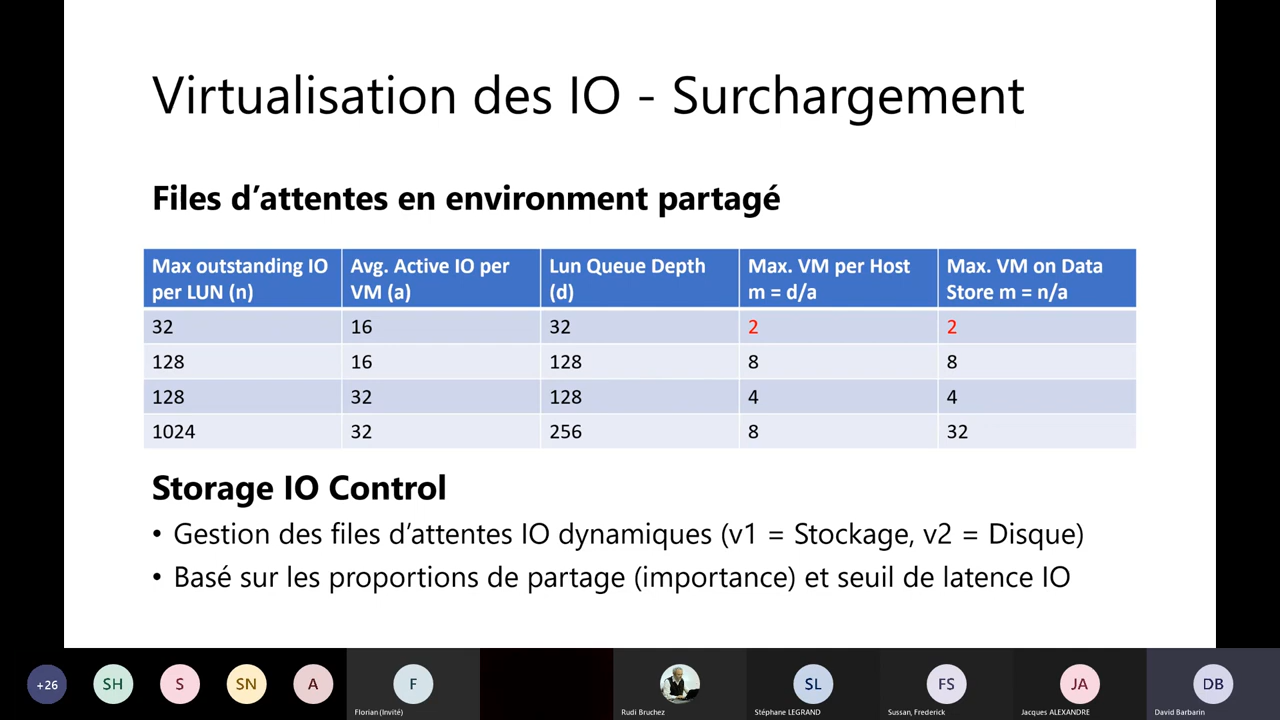 Virtualisation des IO - Surchargement
Files d’attentes en environment partagé
Max outstanding IO per LUN (n) Avg. Active IO per VM (a) Lun Queue Depth (d) Max. VM per Host m = d/a Max. VM on Data Store m = n/a
32 16 32 2 2
128 16 128 8 8
128 32 128 4 4
1024 32 256 8 32
Storage IO Control
• Gestion des files d’attentes IO dynamiques (v1 = Stockage, v2 = Disque)
• Basé sur les proportions de partage (importance) et seuil de latence IO
+26 SH S SN A F SL FS JA DB
Florian (Invité) Rudi Bruchez Stéphane LEGRAND Sussan, Frederick Jacques ALEXANDRE David Barbarin